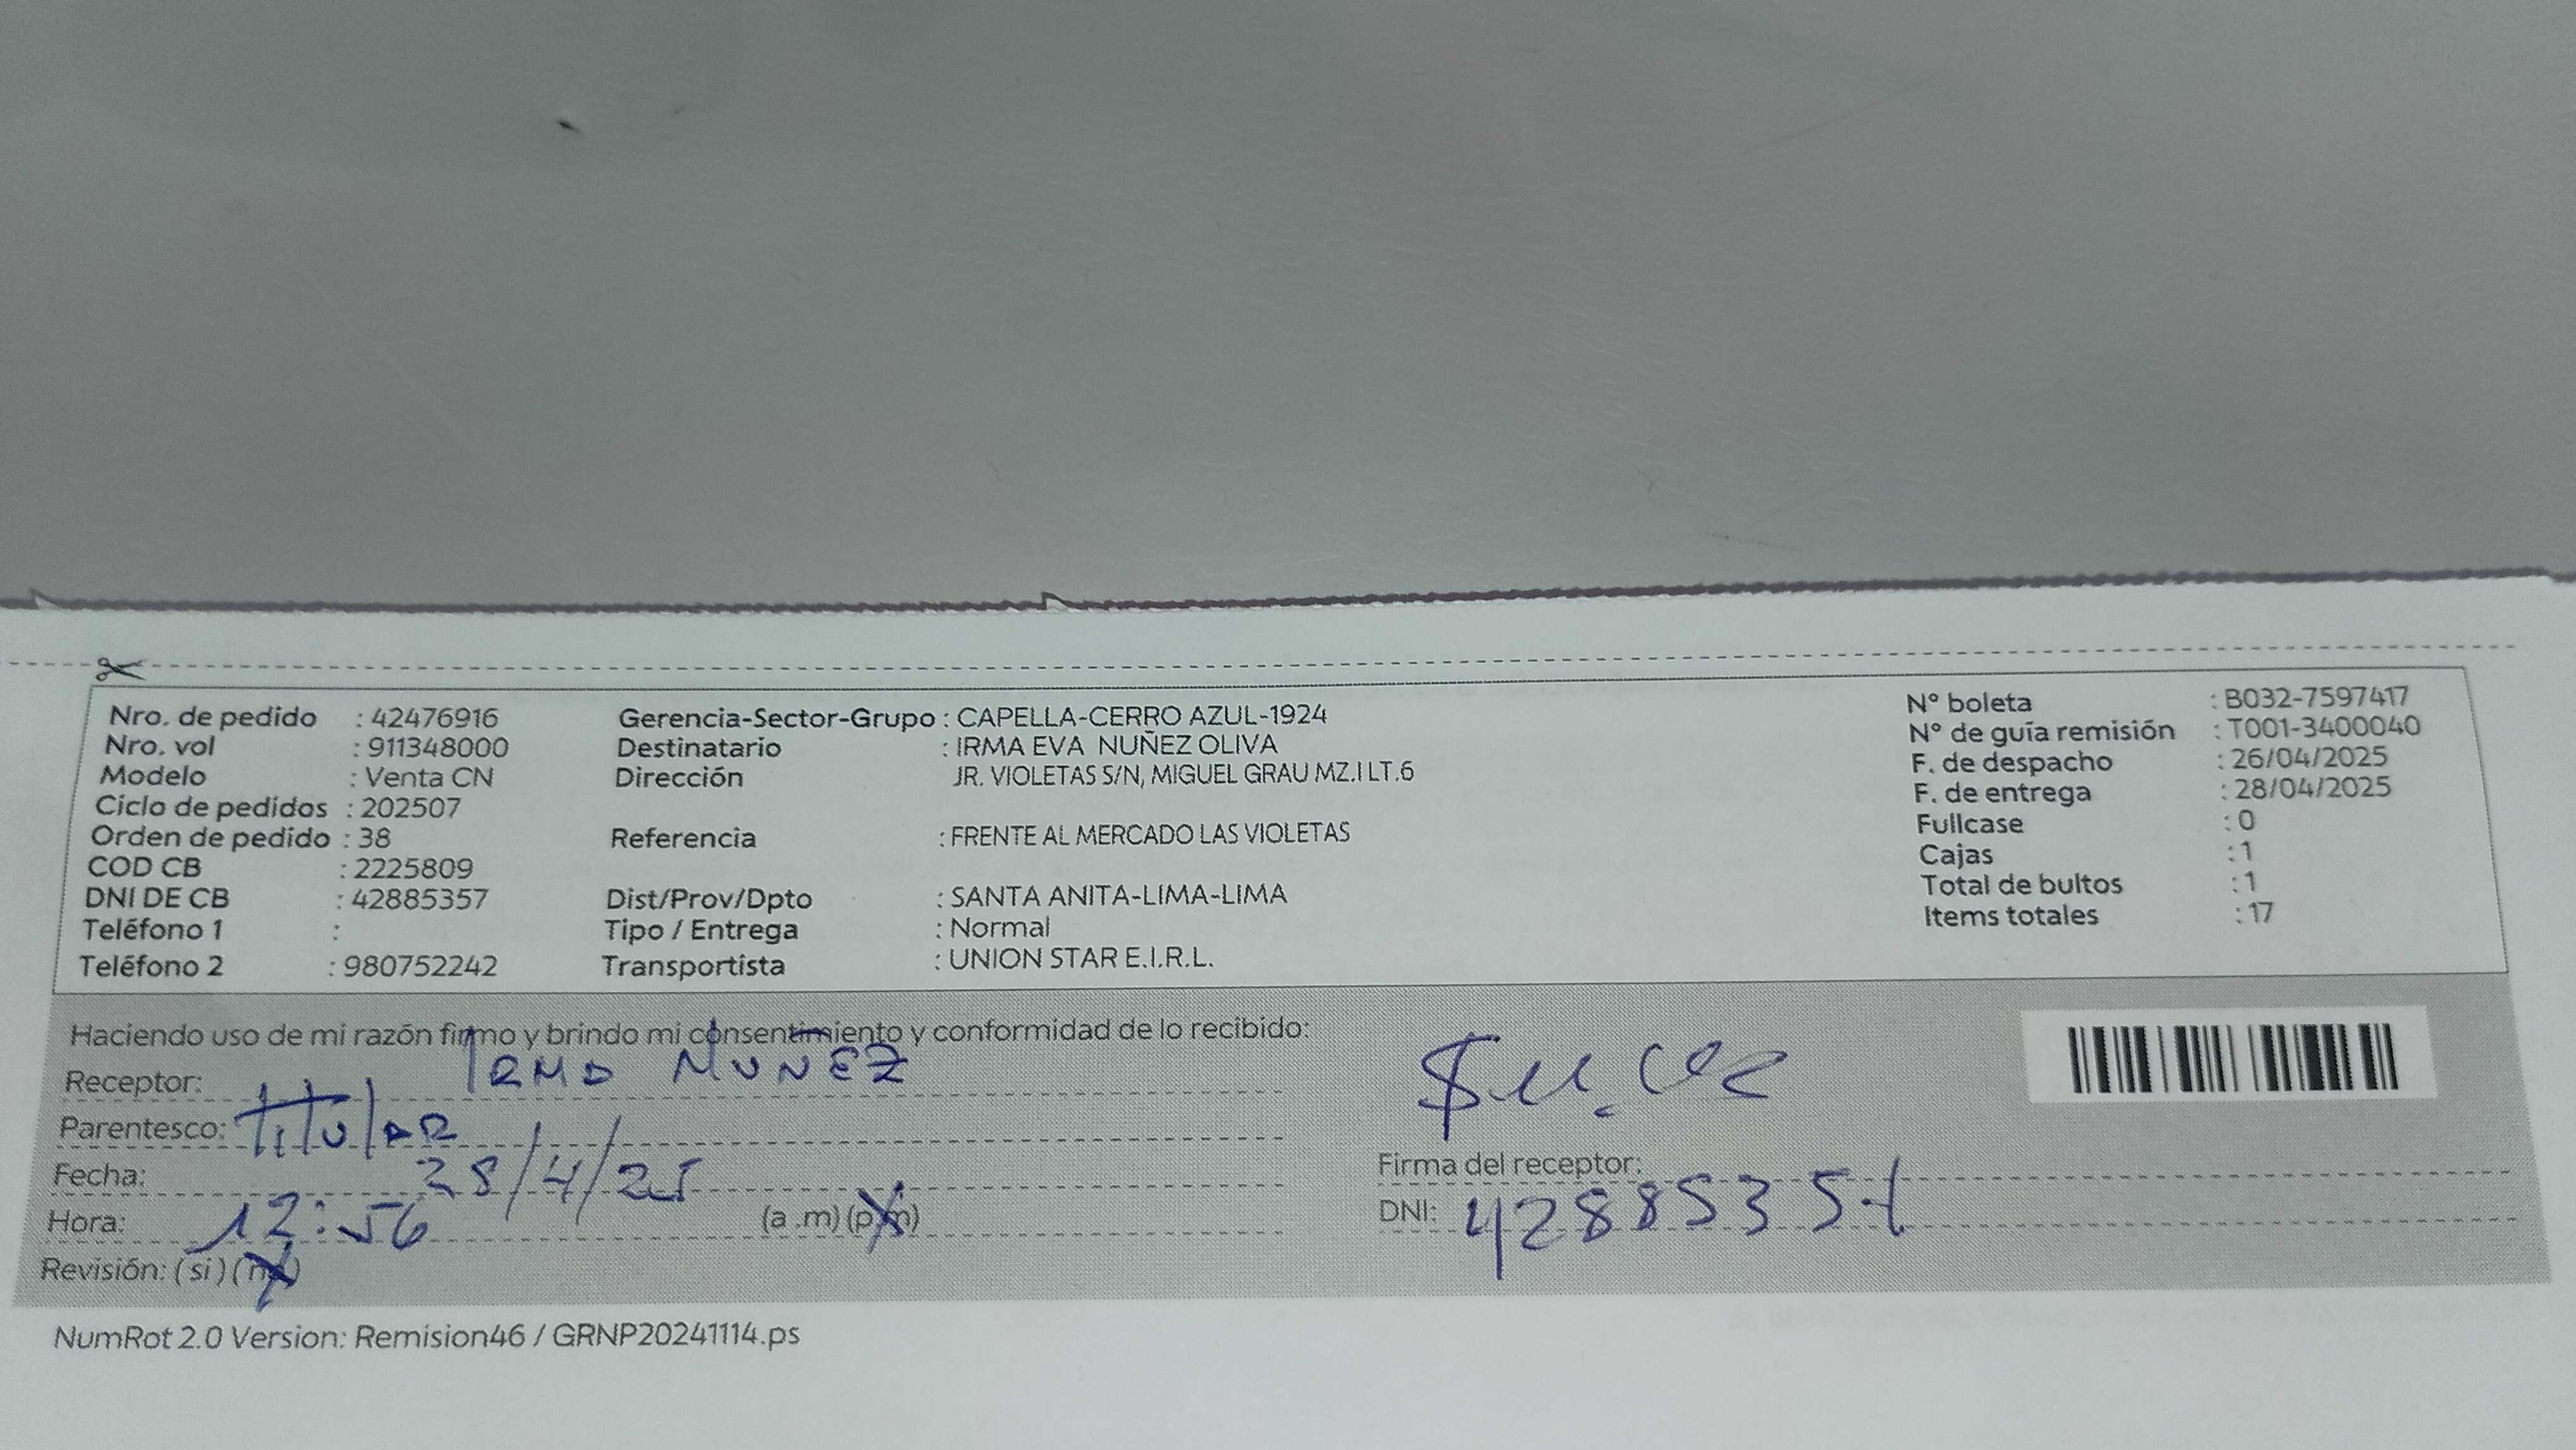 Nro. de pedido : 42476916
Nro. vol : 911348000
Modelo : Venta CN
Ciclo de pedidos : 202507
Orden de pedido : 38
COD CB : 2225809
DNI DE CB : 42885357
Teléfono 1 :
Teléfono 2 : 980752242
Gerencia-Sector-Grupo : CAPELLA-CERRO AZUL-1924
Destinatario : IRMA EVA NUÑEZ OLIVA
Dirección JR. VIOLETAS S/N, MIGUEL GRAU MZ.I LT.6
Referencia : FRENTE AL MERCADO LAS VIOLETAS
Dist/Prov/Dpto : SANTA ANITA-LIMA-LIMA
Tipo / Entrega : Normal
Transportista : UNION STAR E.I.R.L.
N° boleta : B032-7597417
N° de guía remisión : T001-3400040
F. de despacho : 26/04/2025
F. de entrega : 28/04/2025
Fullcase : 0
Cajas : 1
Total de bultos : 1
Items totales : 17
Haciendo uso de mi razón firmo y brindo mi consentimiento y conformidad de lo recibido:
Receptor: IRMA NUNEZ
Parentesco: Titular
Fecha: 28/4/25
Hora: 12:56 (a .m) (p.m)
Revisión: ( si ) ( no )
Firma del receptor:
DNI: 42885357
NumRot 2.0 Version: Remision46 / GRNP20241114.ps